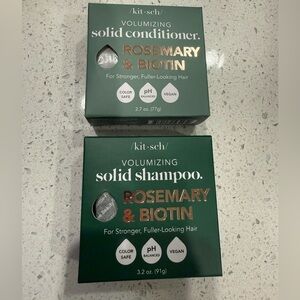 /kit·sch/
VOLUMIZING
solid conditioner.
ROSEMARY
& BIOTIN
For Stronger, Fuller-Looking Hair
COLOR
SAFE
pH
BALANCED
VEGAN
2.7 oz. (77g)
/kit·sch/
VOLUMIZING
solid shampoo.
ROSEMARY
& BIOTIN
For Stronger, Fuller-Looking Hair
COLOR
SAFE
pH
BALANCED
VEGAN
3.2 oz. (91g)